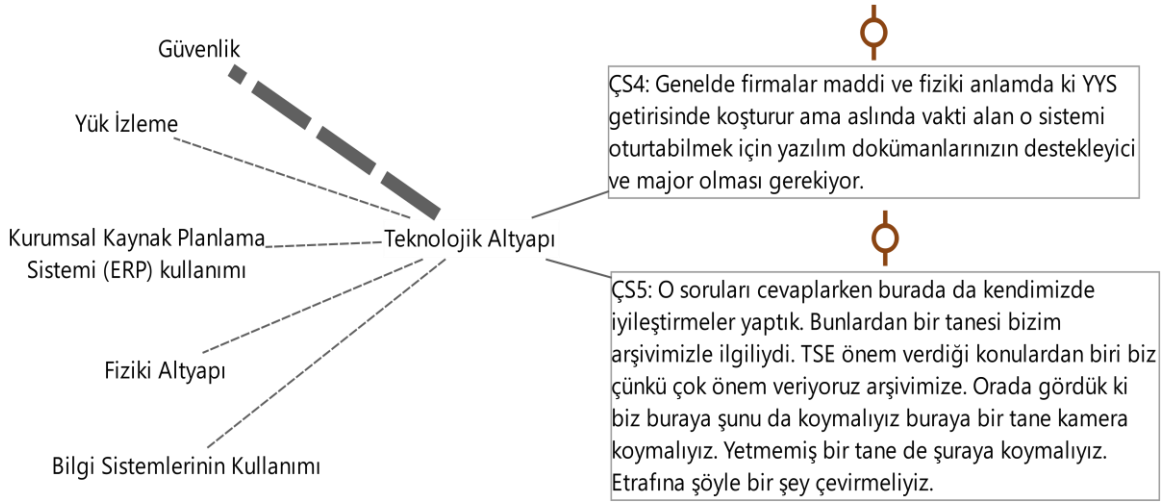 Güvenlik
Yük İzleme
Kurumsal Kaynak Planlama
Sistemi (ERP) kullanımı
Fiziki Altyapı
Bilgi Sistemlerinin Kullanımı
Teknolojik Altyapı
ÇS4: Genelde firmalar maddi ve fiziki anlamda ki YYS
getirisinde koşturur ama aslında vakti alan o sistemi
oturtabilmek için yazılım dokümanlarınızın destekleyici
ve major olması gerekiyor.
ÇS5: O soruları cevaplarken burada da kendimizde
iyileştirmeler yaptık. Bunlardan bir tanesi bizim
arşivimizle ilgiliydi. TSE önem verdiği konulardan biri biz
çünkü çok önem veriyoruz arşivimize. Orada gördük ki
biz buraya şunu da koymalıyız buraya bir tane kamera
koymalıyız. Yetmemiş bir tane de şuraya koymalıyız.
Etrafına şöyle bir şey çevirmeliyiz.